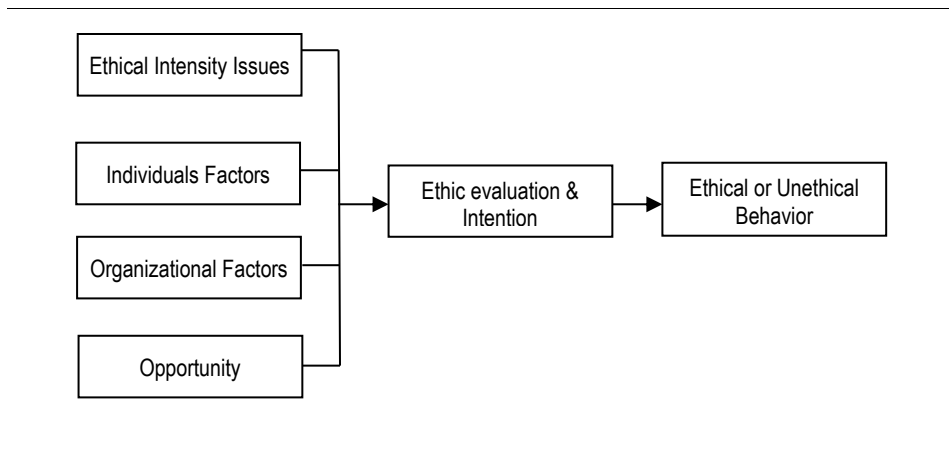 Ethical Intensity Issues
Individuals Factors
Organizational Factors
Opportunity
Ethic evaluation &
Intention
Ethical or Unethical
Behavior